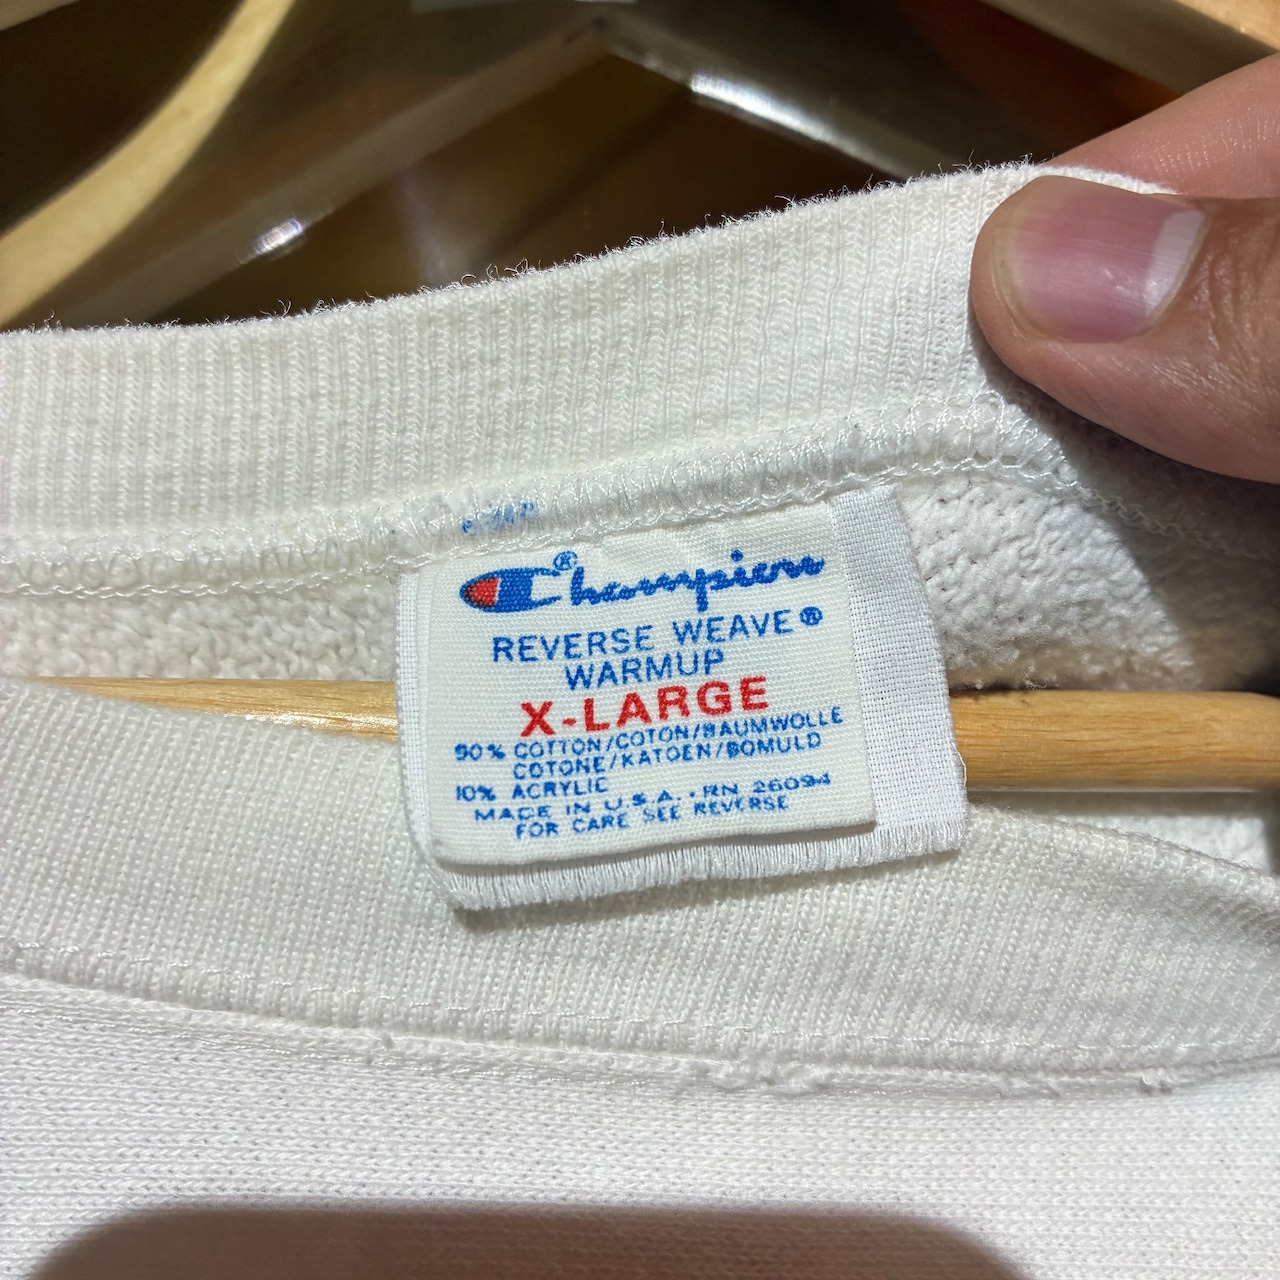 Champion®
REVERSE WEAVE®
WARMUP
X-LARGE
90% COTTON/COTON/BAUMWOLLE
COTONE/KATOEN/BOMULD
10% ACRYLIC
MADE IN U.S.A. · RN 26094
FOR CARE SEE REVERSE